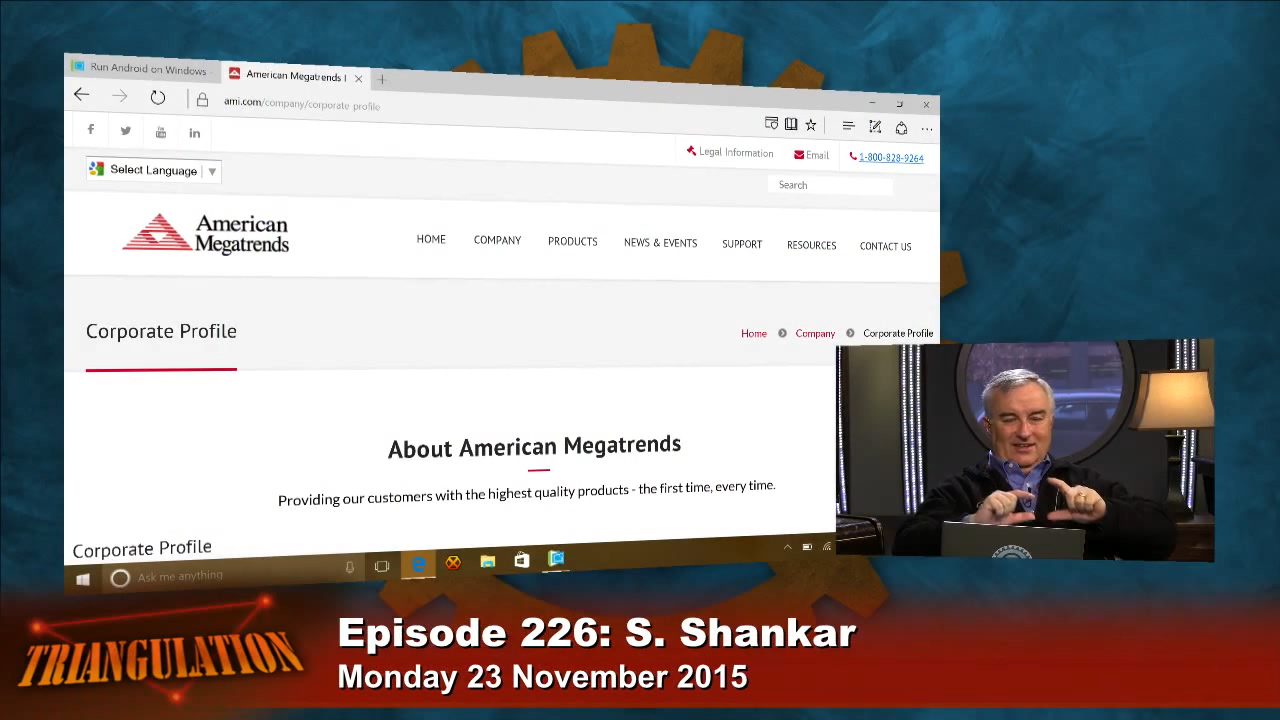 Run Android on Windows
American Megatrends |
ami.com/company/corporate profile
Legal Information
Email
1-800-828-9264
Select Language
Search
American
Megatrends
HOME
COMPANY
PRODUCTS
NEWS & EVENTS
SUPPORT
RESOURCES
CONTACT US
Corporate Profile
Home
Company
Corporate Profile
About American Megatrends
Providing our customers with the highest quality products - the first time, every time.
Corporate Profile
Ask me anything
TRIANGULATION
Episode 226: S. Shankar
Monday 23 November 2015